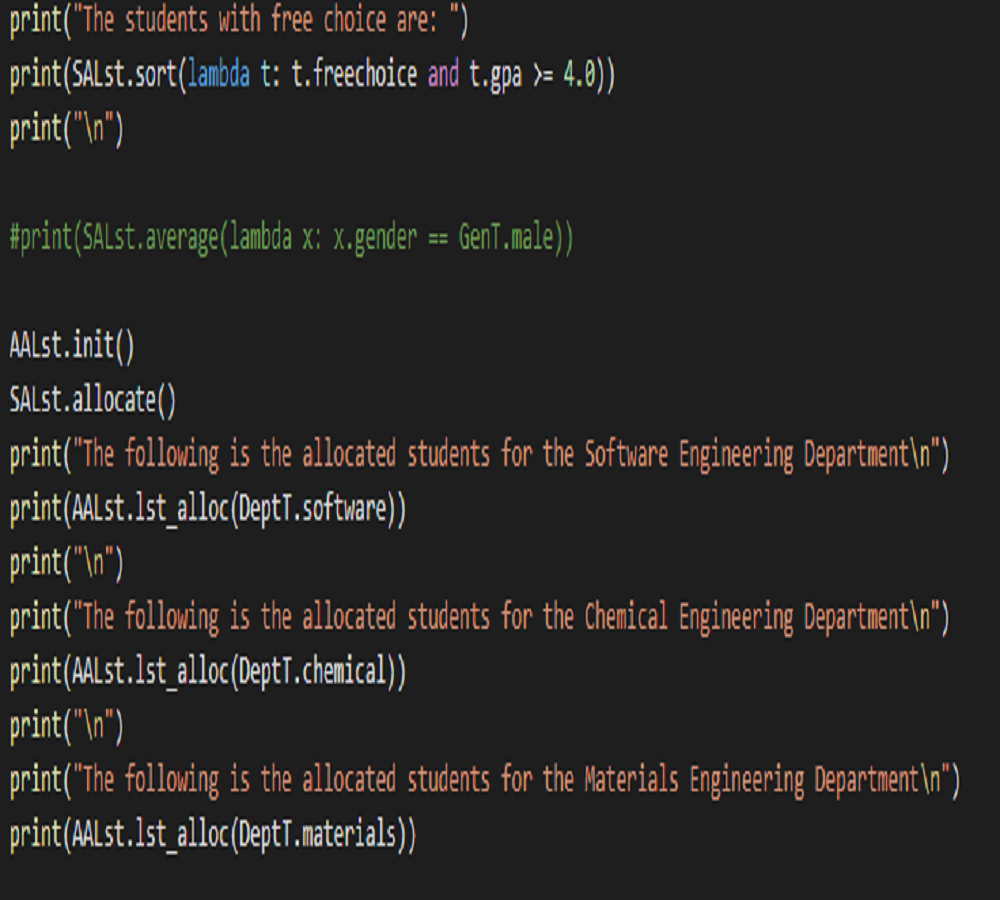 print("The students with free choice are: ")
print(SALst.sort(lambda t: t.freechoice and t.gpa >= 4.0))
print("\n")
#print(SALst.average(lambda x: x.gender == GenT.male))
AALst.init()
SALst.allocate()
print("The following is the allocated students for the Software Engineering Department\n")
print(AALst.lst_alloc(DeptT.software))
print("\n")
print("The following is the allocated students for the Chemical Engineering Department\n")
print(AALst.lst_alloc(DeptT.chemical))
print("\n")
print("The following is the allocated students for the Materials Engineering Department\n")
print(AALst.lst_alloc(DeptT.materials))